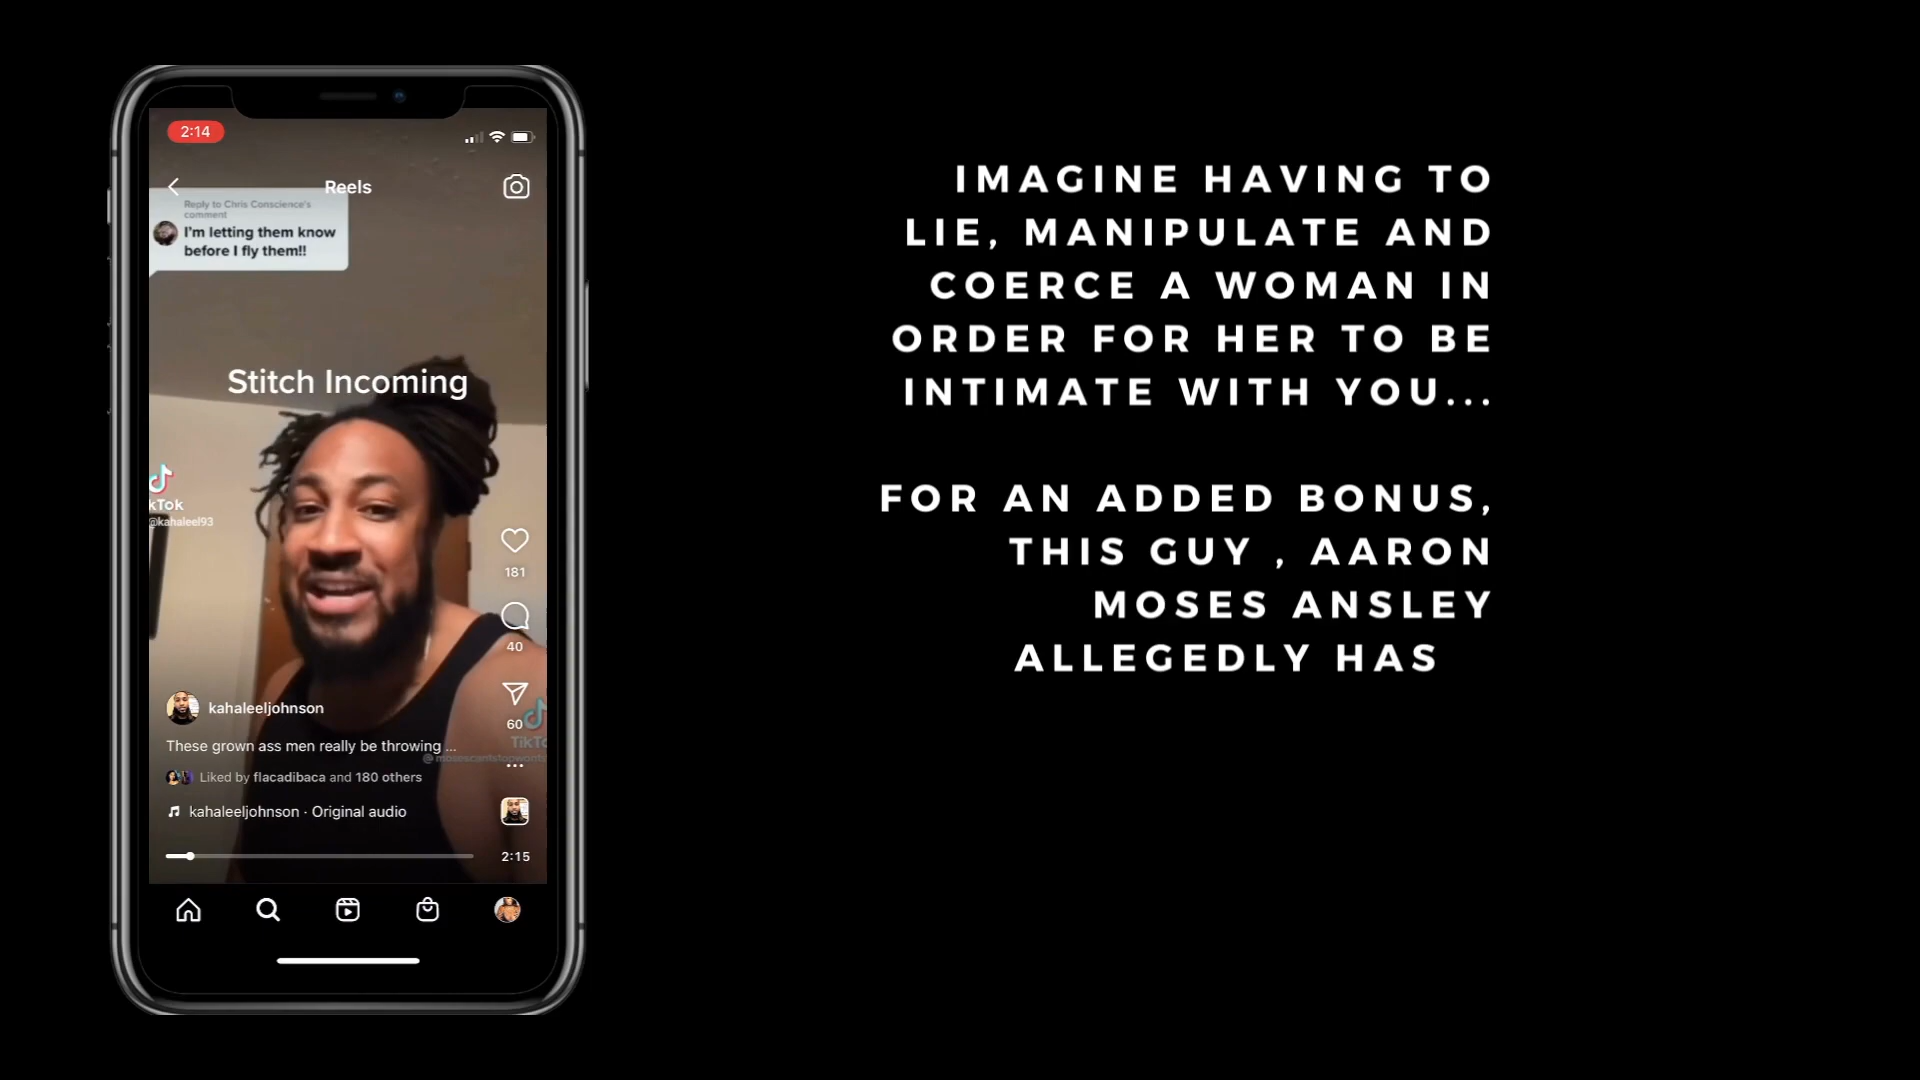 2:14
Reels
Reply to Chris Conscience's
comment
I'm letting them know
before I fly them!!
Stitch Incoming
kTok
@kahaleel93
181
40
60
kahaleeljohnson
These grown ass men really be throwing ...
TikTo
@mosescantstopwonts
Liked by flacadibaca and 180 others
kahaleeljohnson · Original audio
2:15
IMAGINE HAVING TO
LIE, MANIPULATE AND
COERCE A WOMAN IN
ORDER FOR HER TO BE
INTIMATE WITH YOU...
FOR AN ADDED BONUS,
THIS GUY , AARON
MOSES ANSLEY
ALLEGEDLY HAS